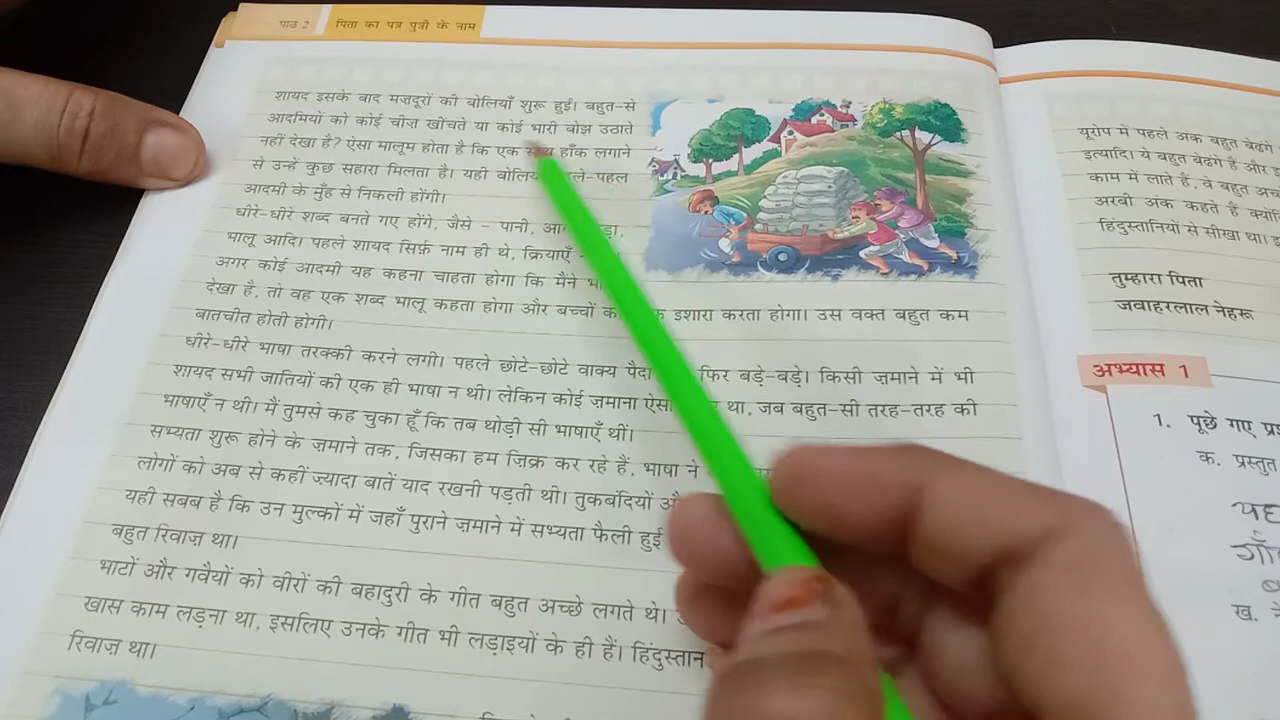 पाठ 2 पिता का पत्र पुत्री के नाम
शायद इसके बाद मज़दूरों की बोलियाँ शुरू हुईं। बहुत-से
आदमियों को कोई चीज़ खींचते या कोई भारी बोझ उठाते
नहीं देखा है? ऐसा मालूम होता है कि एक साथ हाँक लगाने
से उन्हें कुछ सहारा मिलता है। यही बोलियाँ पहले-पहल
आदमी के मुँह से निकली होंगी।
धीरे-धीरे शब्द बनते गए होंगे, जैसे – पानी,
भालू आदि। पहले शायद सिर्फ़ नाम ही थे, क्रियाएँ
अगर कोई आदमी यह कहना चाहता होगा कि मैंने
देखा है, तो वह एक शब्द भालू कहता होगा और बच्चों इशारा करता होगा। उस वक्त बहुत कम
बातचीत होती होगी।
धीरे-धीरे भाषा तरक्की करने लगी। पहले छोटे-छोटे वाक्य पैदा फिर बड़े-बड़े। किसी ज़माने में भी
शायद सभी जातियों की एक ही भाषा न थी। लेकिन कोई ज़माना ऐसा था, जब बहुत-सी तरह-तरह की
भाषाएँ न थी। मैं तुमसे कह चुका हूँ कि तब थोड़ी सी भाषाएँ थीं।
सभ्यता शुरू होने के ज़माने तक, जिसका हम ज़िक्र कर रहे हैं, भाषा ने
लोगों को अब से कहीं ज्यादा बातें याद रखनी पड़ती थी। तुकबंदियों
यही सबब है कि उन मुल्कों में जहाँ पुराने ज़माने में सभ्यता फैली हुई
बहुत रिवाज़ था।
भाटों और गवैयों को वीरों की बहादुरी के गीत बहुत अच्छे लगते थे।
खास काम लड़ना था, इसलिए उनके गीत भी लड़ाइयों के ही हैं। हिंदुस्तान
रिवाज़ था।
यूरोप में पहले अंक बहुत बेढंगे
इत्यादि। ये बहुत बेढंगे हैं और
काम में लाते हैं, वे बहुत
अरबी अंक कहते हैं
हिंदुस्तानियों से सीखा था।
तुम्हारा पिता
जवाहरलाल नेहरू
अभ्यास 1
1. पूछे गए
क. प्रस्तुत
यह
ख.